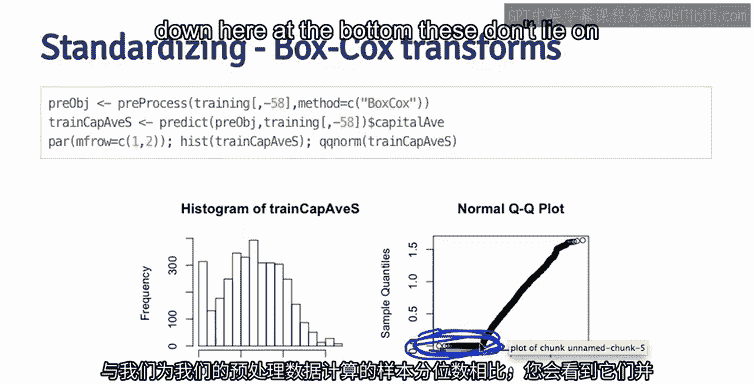 down here at the bottom these don't lie on
Standardizing - Box-Cox transforms
preObj <- preProcess(training[,-58],method=c("BoxCox"))
trainCapAveS <- predict(preObj,training[,-58])$capitalAve
par(mfrow=c(1,2)); hist(trainCapAveS); qqnorm(trainCapAveS)
Histogram of trainCapAveS
Normal Q-Q Plot
Frequency
0 100 300
Sample Quantiles
0.5 1.0 1.5
plot of chunk unnamed-chunk-5
与我们为我们的预处理数据计算的样本分位数相比；您会看到它们并